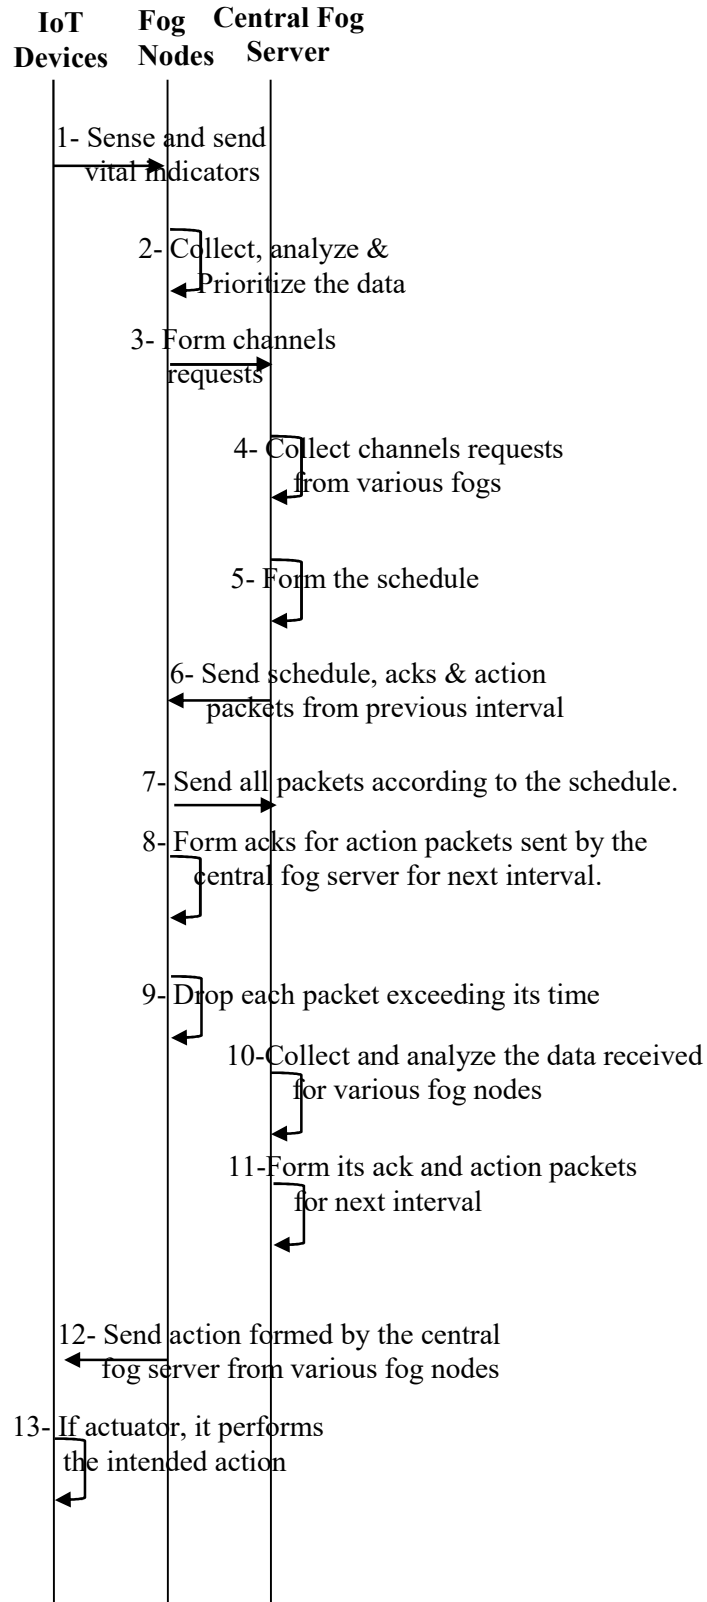 IoT
Devices
Fog
Nodes
Central Fog
Server
1- Sense and send
vital indicators
2- Collect, analyze &
Prioritize the data
3- Form channels
requests
4- Collect channels requests
from various fogs
5- Form the schedule
6- Send schedule, acks & action
packets from previous interval
7- Send all packets according to the schedule.
8- Form acks for action packets sent by the
central fog server for next interval.
9- Drop each packet exceeding its time
10-Collect and analyze the data received
for various fog nodes
11-Form its ack and action packets
for next interval
12- Send action formed by the central
fog server from various fog nodes
13- If actuator, it performs
the intended action